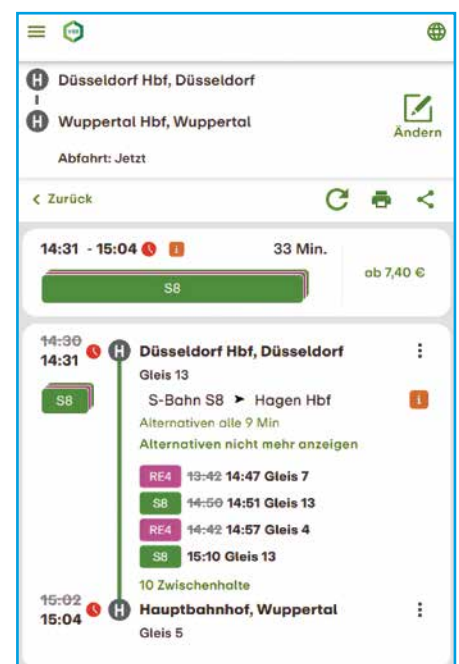 Düsseldorf Hbf, Düsseldorf
Wuppertal Hbf, Wuppertal
Ändern
Abfahrt: Jetzt
Zurück
14:31 - 15:04 33 Min.
ab 7,40 €
S8
14:30
14:31 Düsseldorf Hbf, Düsseldorf
Gleis 13
S8 S-Bahn S8 ➤ Hagen Hbf
Alternativen alle 9 Min
Alternativen nicht mehr anzeigen
RE4 13:42 14:47 Gleis 7
S8 14:50 14:51 Gleis 13
RE4 14:42 14:57 Gleis 4
S8 15:10 Gleis 13
10 Zwischenhalte
15:02
15:04 Hauptbahnhof, Wuppertal
Gleis 5